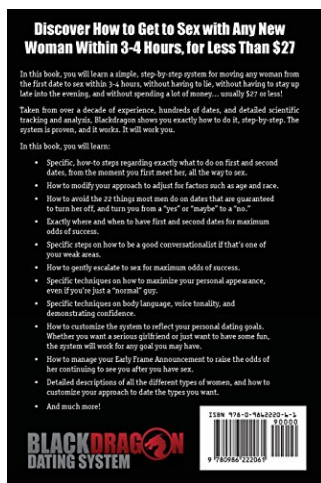 Discover How to Get to Sex with Any New
Woman Within 3-4 Hours, for Less Than $27
In this book, you will learn a simple, step-by-step system for moving any woman
from the first date to sex within 3-4 hours, without having to lie, without having to stay up
late into the evening, and without spending a lot of money... usually $27 or less!
Taken from over a decade of experience, hundreds of dates, and detailed scientific
tracking and analysis, Blackdragon shows you exactly how to do it, step-by-step. The
system is proven, and it works. It will work you.
In this book, you will learn:
• Specific, how-to steps regarding exactly what to do on first and second
dates, from the moment you first meet her, all the way to sex.
• How to modify your approach to adjust for factors such as age and race.
• How to avoid the 22 things most men do on dates that are guaranteed
to turn her off, and turn you from a "yes" or "maybe" to a "no."
• Exactly where and when to have first and second dates for maximum
odds of success.
• Specific steps on how to be a good conversationalist if that's one of
your weak areas.
• How to gently escalate to sex for maximum odds of success.
• Specific techniques on how to maximize your personal appearance,
even if you're just a "normal" guy.
• Specific techniques on body language, voice tonality, and
demonstrating confidence.
• How to customize the system to reflect your personal dating goals.
Whether you want a serious girlfriend or just want to have some fun,
the system will work for any goal you may have.
• How to manage your Early Frame Announcement to raise the odds of
her continuing to see you after you have sex.
• Detailed descriptions of all the different types of women, and how to
customize your approach to date the types you want.
• And much more!
BLACKDRAGON
DATING SYSTEM
ISBN 978-0-9862220-6-1
90000
9 780986 222061